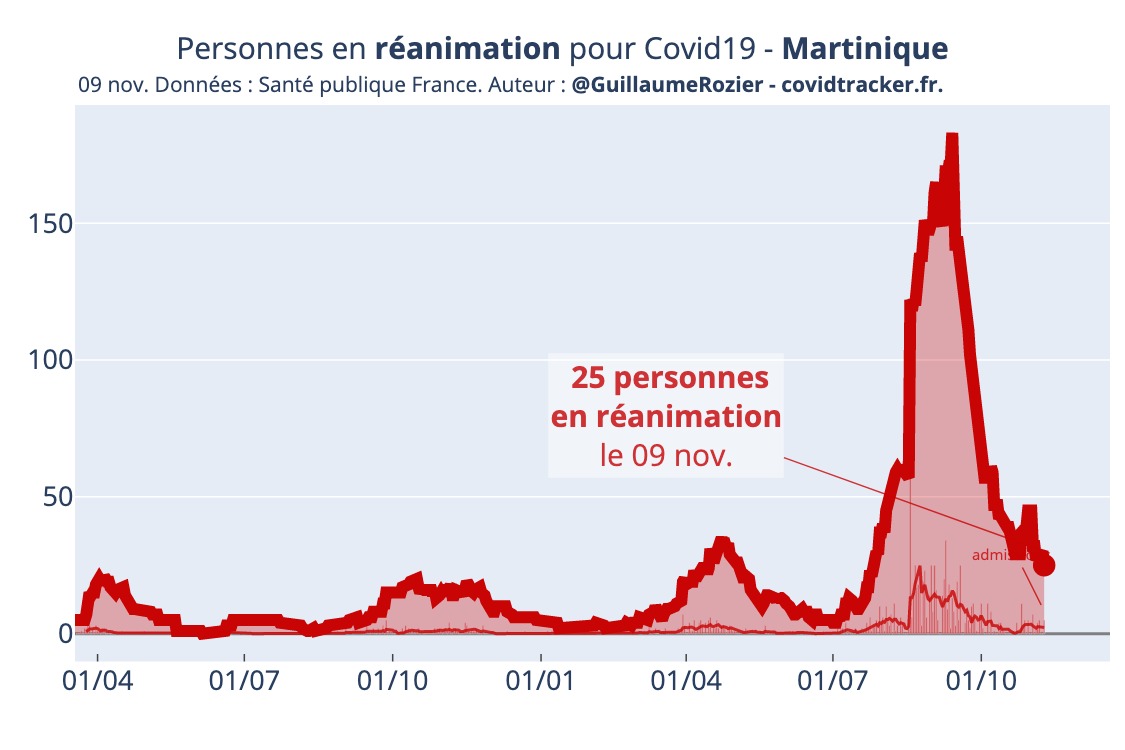 Personnes en réanimation pour Covid19 - Martinique
09 nov. Données : Santé publique France. Auteur : @GuillaumeRozier - covidtracker.fr.
150
100
50
0
25 personnes
en réanimation
le 09 nov.
01/04
01/07
01/10
01/01
01/04
01/07
01/10